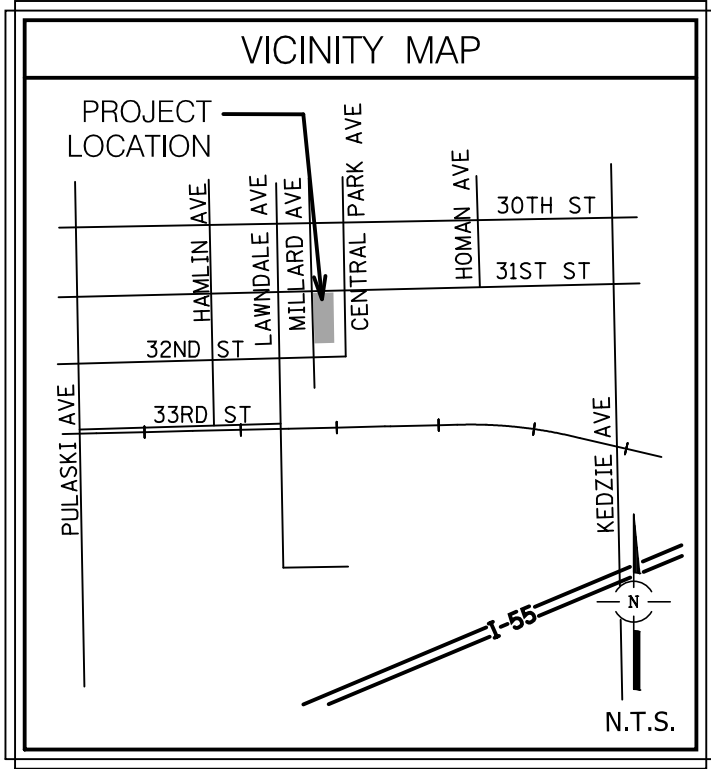 VICINITY MAP
PROJECT
LOCATION
HAMLIN AVE
LAWNDALE AVE
MILLARD AVE
CENTRAL PARK AVE
HOMAN AVE
30TH ST
31ST ST
32ND ST
33RD ST
PULASKI AVE
KEDZIE AVE
I-55
N
N.T.S.